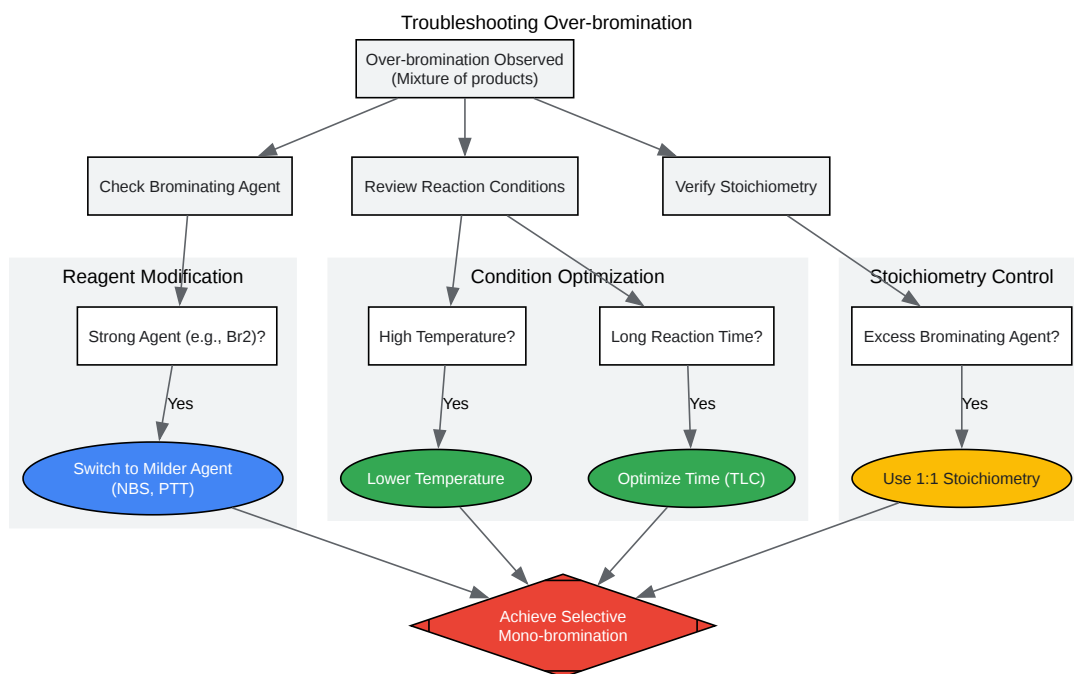 Troubleshooting Over-bromination
Over-bromination Observed
(Mixture of products)
Check Brominating Agent
Review Reaction Conditions
Verify Stoichiometry
Reagent Modification
Condition Optimization
Stoichiometry Control
Strong Agent (e.g., Br2)?
High Temperature?
Long Reaction Time?
Excess Brominating Agent?
Yes
Yes
Yes
Yes
Switch to Milder Agent
(NBS, PTT)
Lower Temperature
Optimize Time (TLC)
Use 1:1 Stoichiometry
Achieve Selective
Mono-bromination